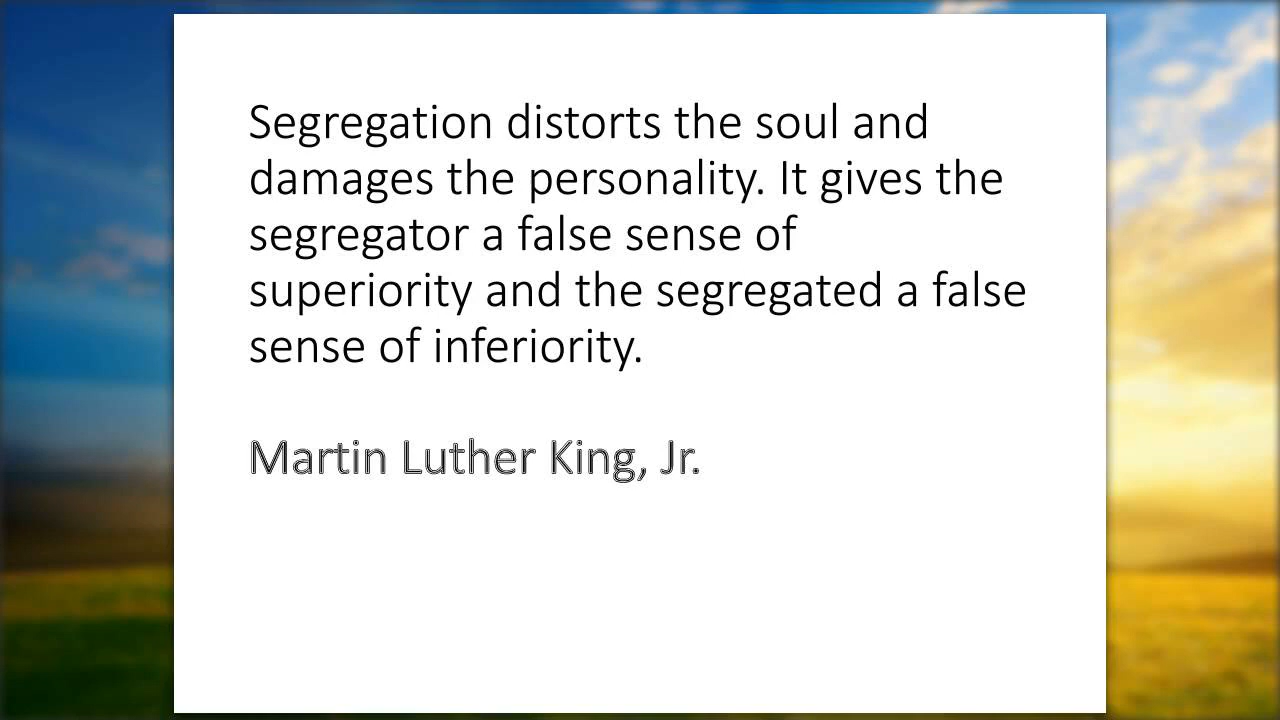 Segregation distorts the soul and
damages the personality. It gives the
segregator a false sense of
superiority and the segregated a false
sense of inferiority.
Martin Luther King, Jr.